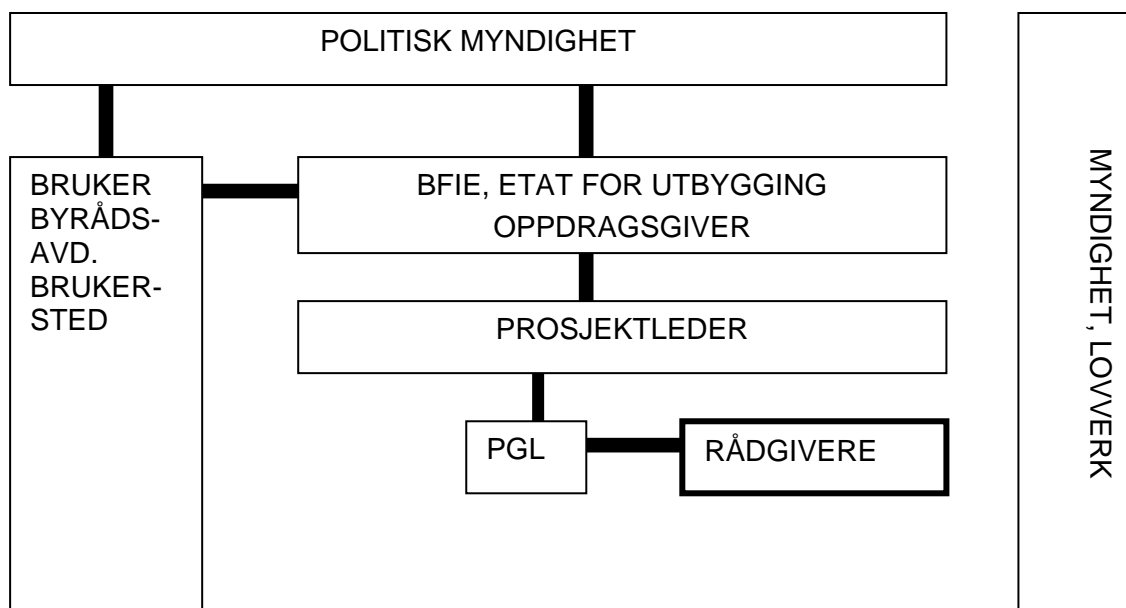 POLITISK MYNDIGHET
BRUKER
BYRÅDS-
AVD.
BRUKER-
STED
BFIE, ETAT FOR UTBYGGING
OPPDRAGSGIVER
PROSJEKTLEDER
PGL
RÅDGIVERE
MYNDIGHET, LOVVERK